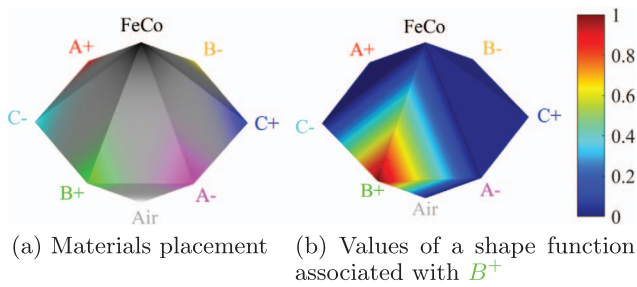 FeCo
A+
B-
C-
C+
B+
A-
Air
(a) Materials placement
FeCo
A+
B-
C-
C+
B+
A-
Air
1
0.8
0.6
0.4
0.2
0
(b) Values of a shape function
associated with B⁺